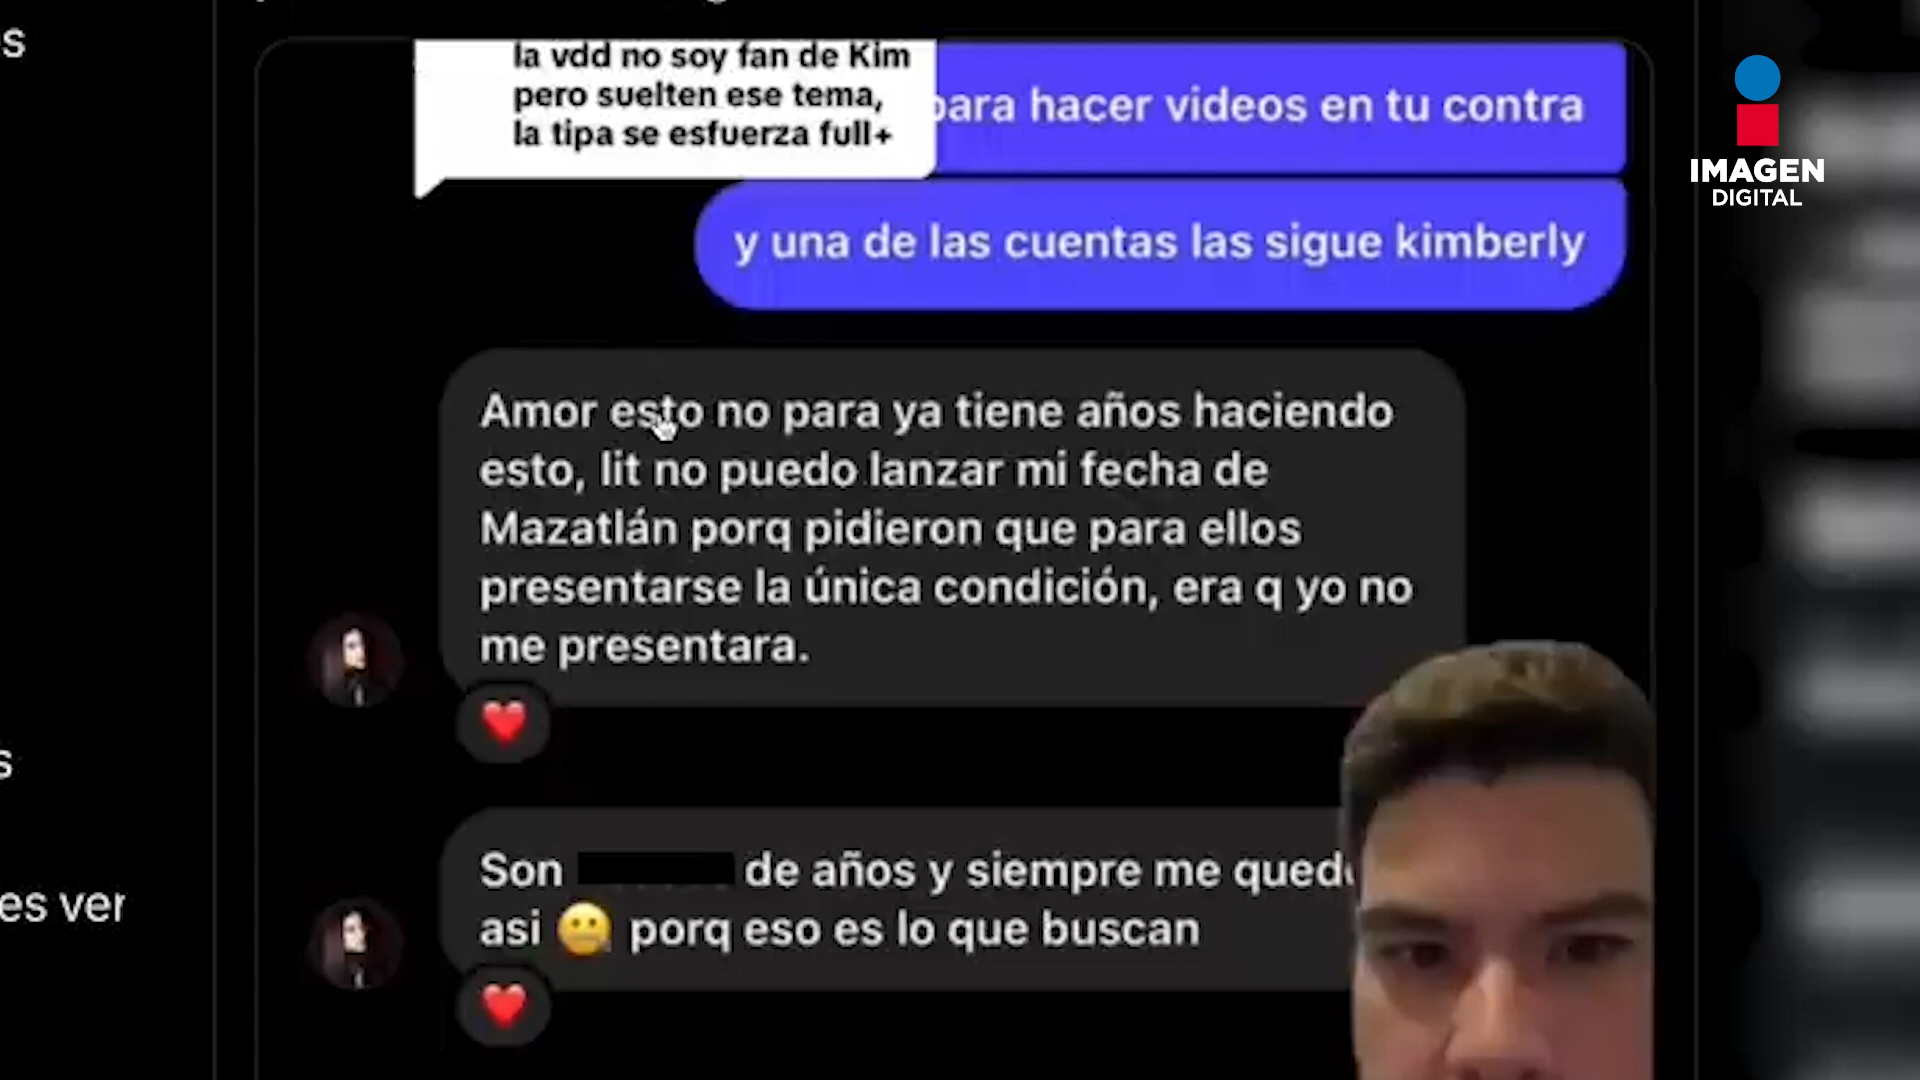 la vdd no soy fan de Kim
pero suelten ese tema,
la tipa se esfuerza full+
para hacer videos en tu contra
y una de las cuentas las sigue kimberly
IMAGEN
DIGITAL
Amor esto no para ya tiene años haciendo
esto, lit no puedo lanzar mi fecha de
Mazatlán porq pidieron que para ellos
presentarse la única condición, era q yo no
me presentara.
Son de años y siempre me
asi 🤐 porq eso es lo que buscan
es ver